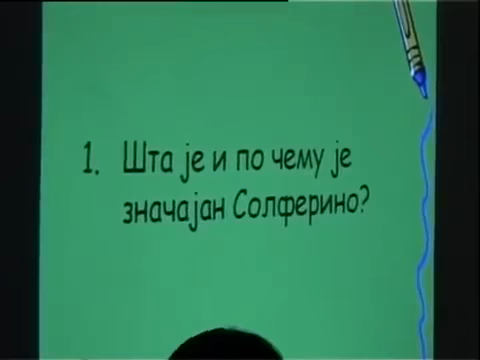 1. Шта је и по чему је
значајан Солферино?